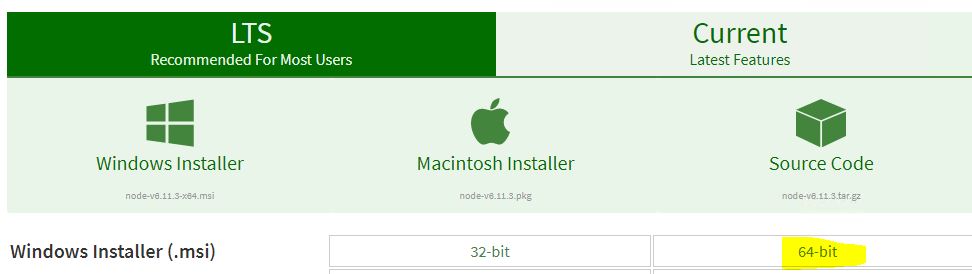 LTS
Recommended For Most Users
Current
Latest Features
Windows Installer
node-v6.11.3-x64.msi
Macintosh Installer
node-v6.11.3.pkg
Source Code
node-v6.11.3.tar.gz
Windows Installer (.msi)
32-bit
64-bit